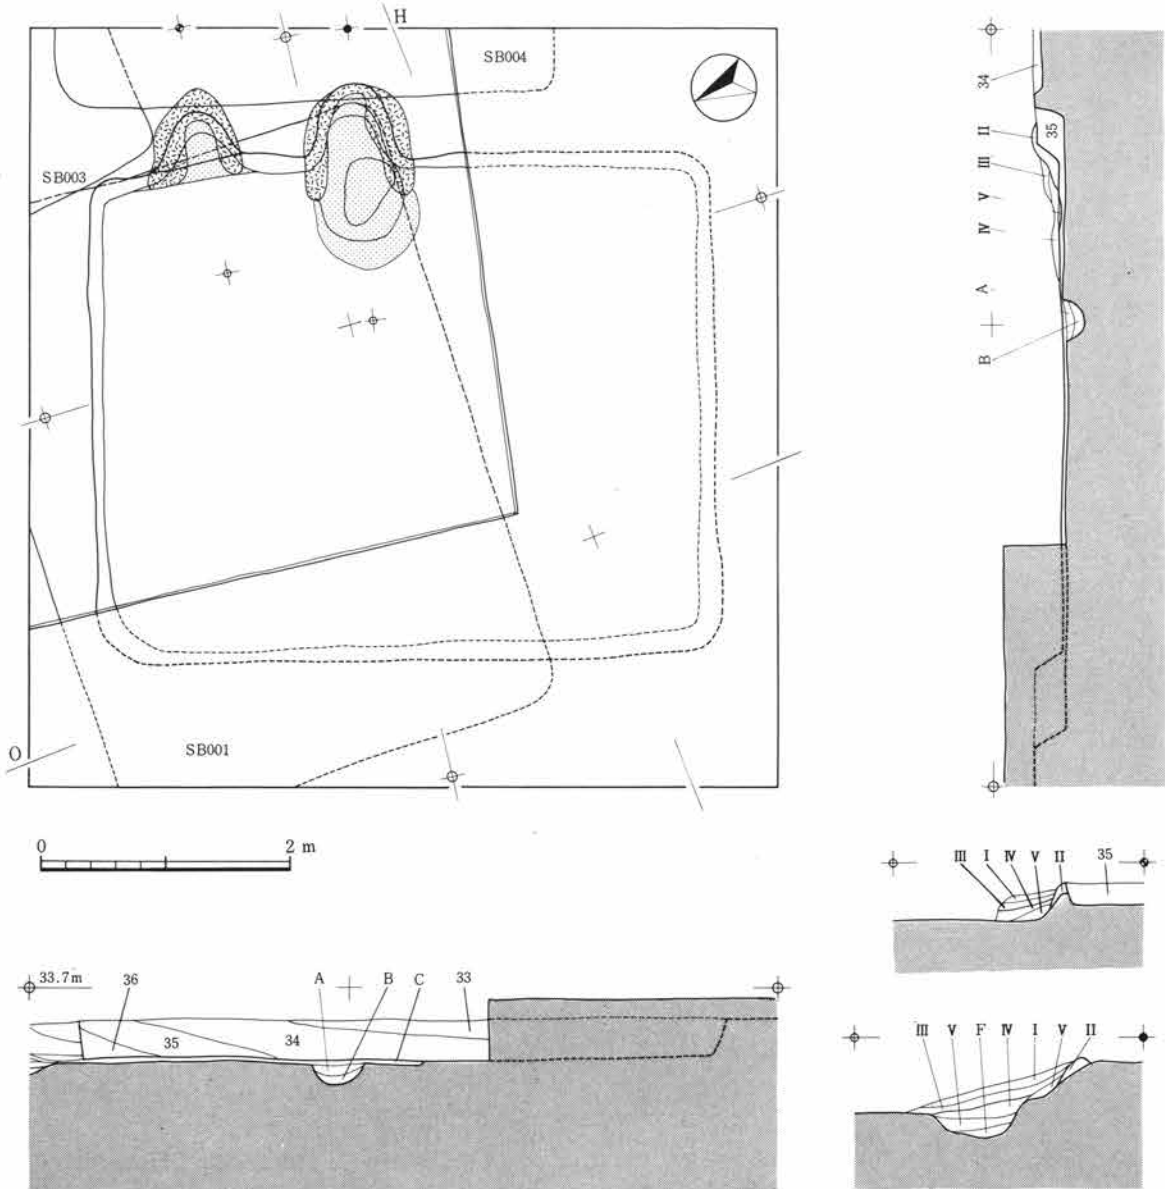 H
SB004
SB003
SB001
O
34
II
35
III
V
IV
A
B
0 2 m
III I IV V II 35
33.7m 36 A B C 33
35 34
III V F IV I V II